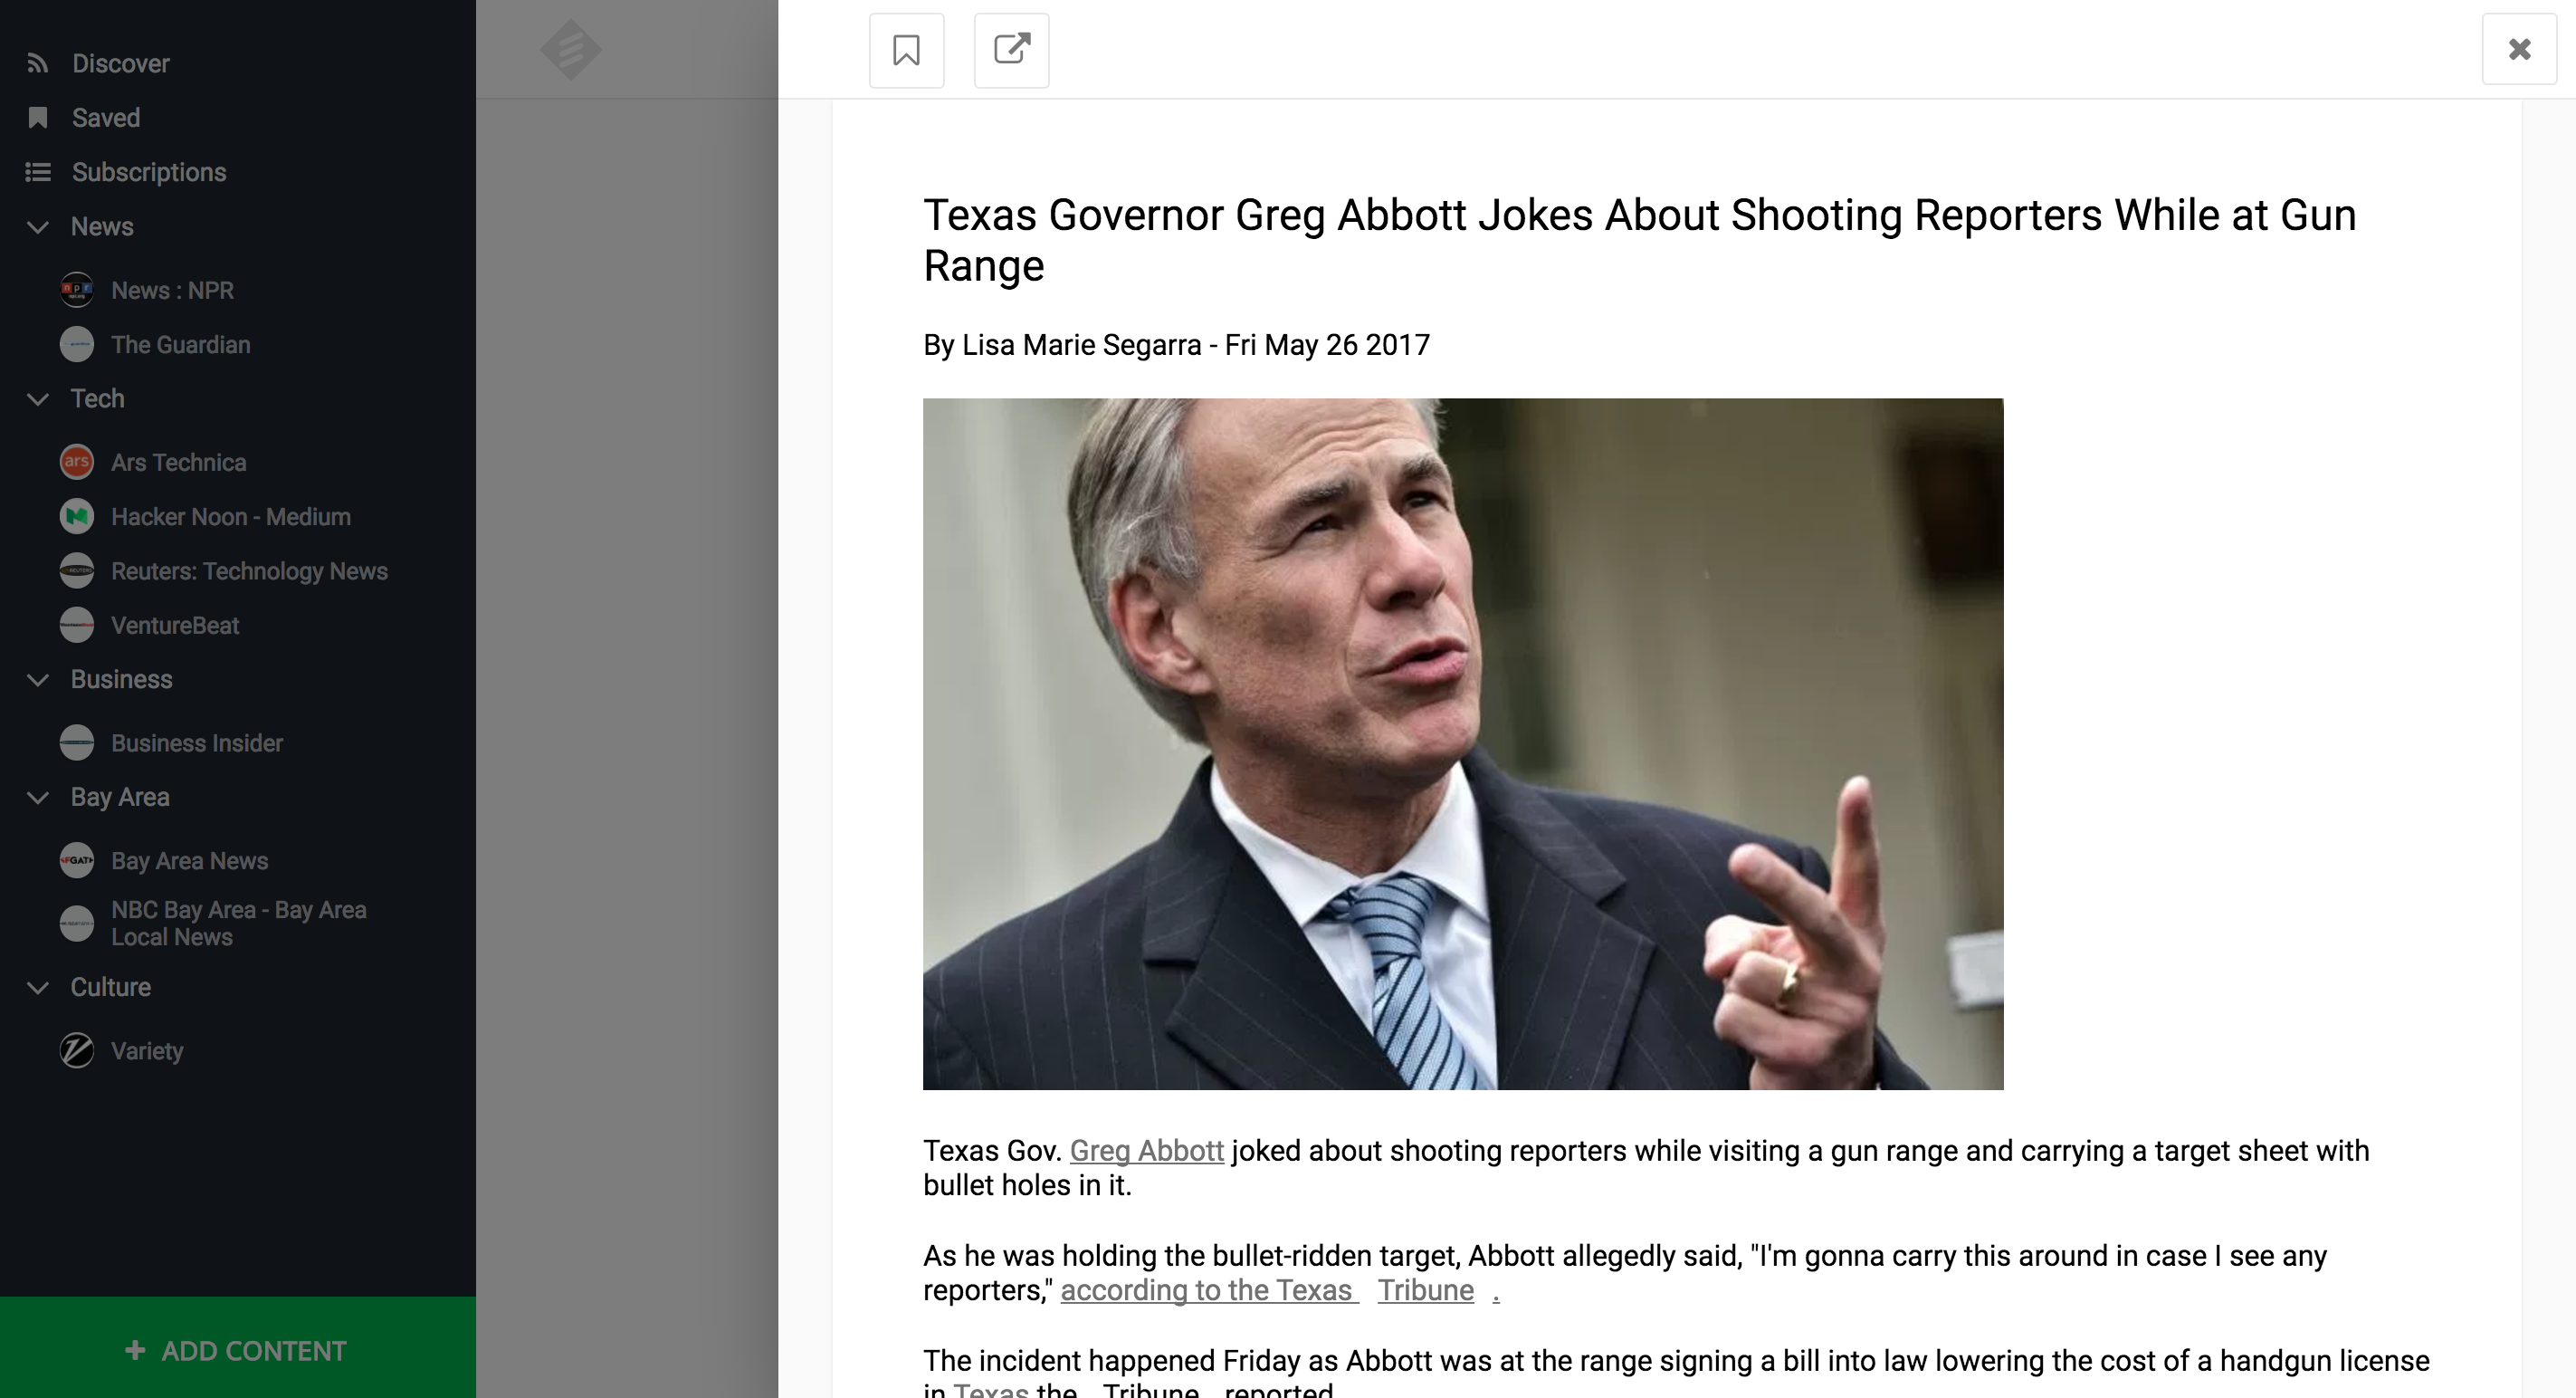 Discover
Saved
Subscriptions
News
npr
News : NPR
The Guardian
Tech
ars
Ars Technica
Hacker Noon - Medium
REUTERS
Reuters: Technology News
VentureBeat
Business
Business Insider
Bay Area
SFGATE
Bay Area News
NBC Bay Area - Bay Area
Local News
Culture
Variety
+ ADD CONTENT
Texas Governor Greg Abbott Jokes About Shooting Reporters While at Gun
Range
By Lisa Marie Segarra - Fri May 26 2017
Texas Gov. Greg Abbott joked about shooting reporters while visiting a gun range and carrying a target sheet with
bullet holes in it.
As he was holding the bullet-ridden target, Abbott allegedly said, "I'm gonna carry this around in case I see any
reporters," according to the Texas Tribune .
The incident happened Friday as Abbott was at the range signing a bill into law lowering the cost of a handgun license
in Texas the Tribune reported